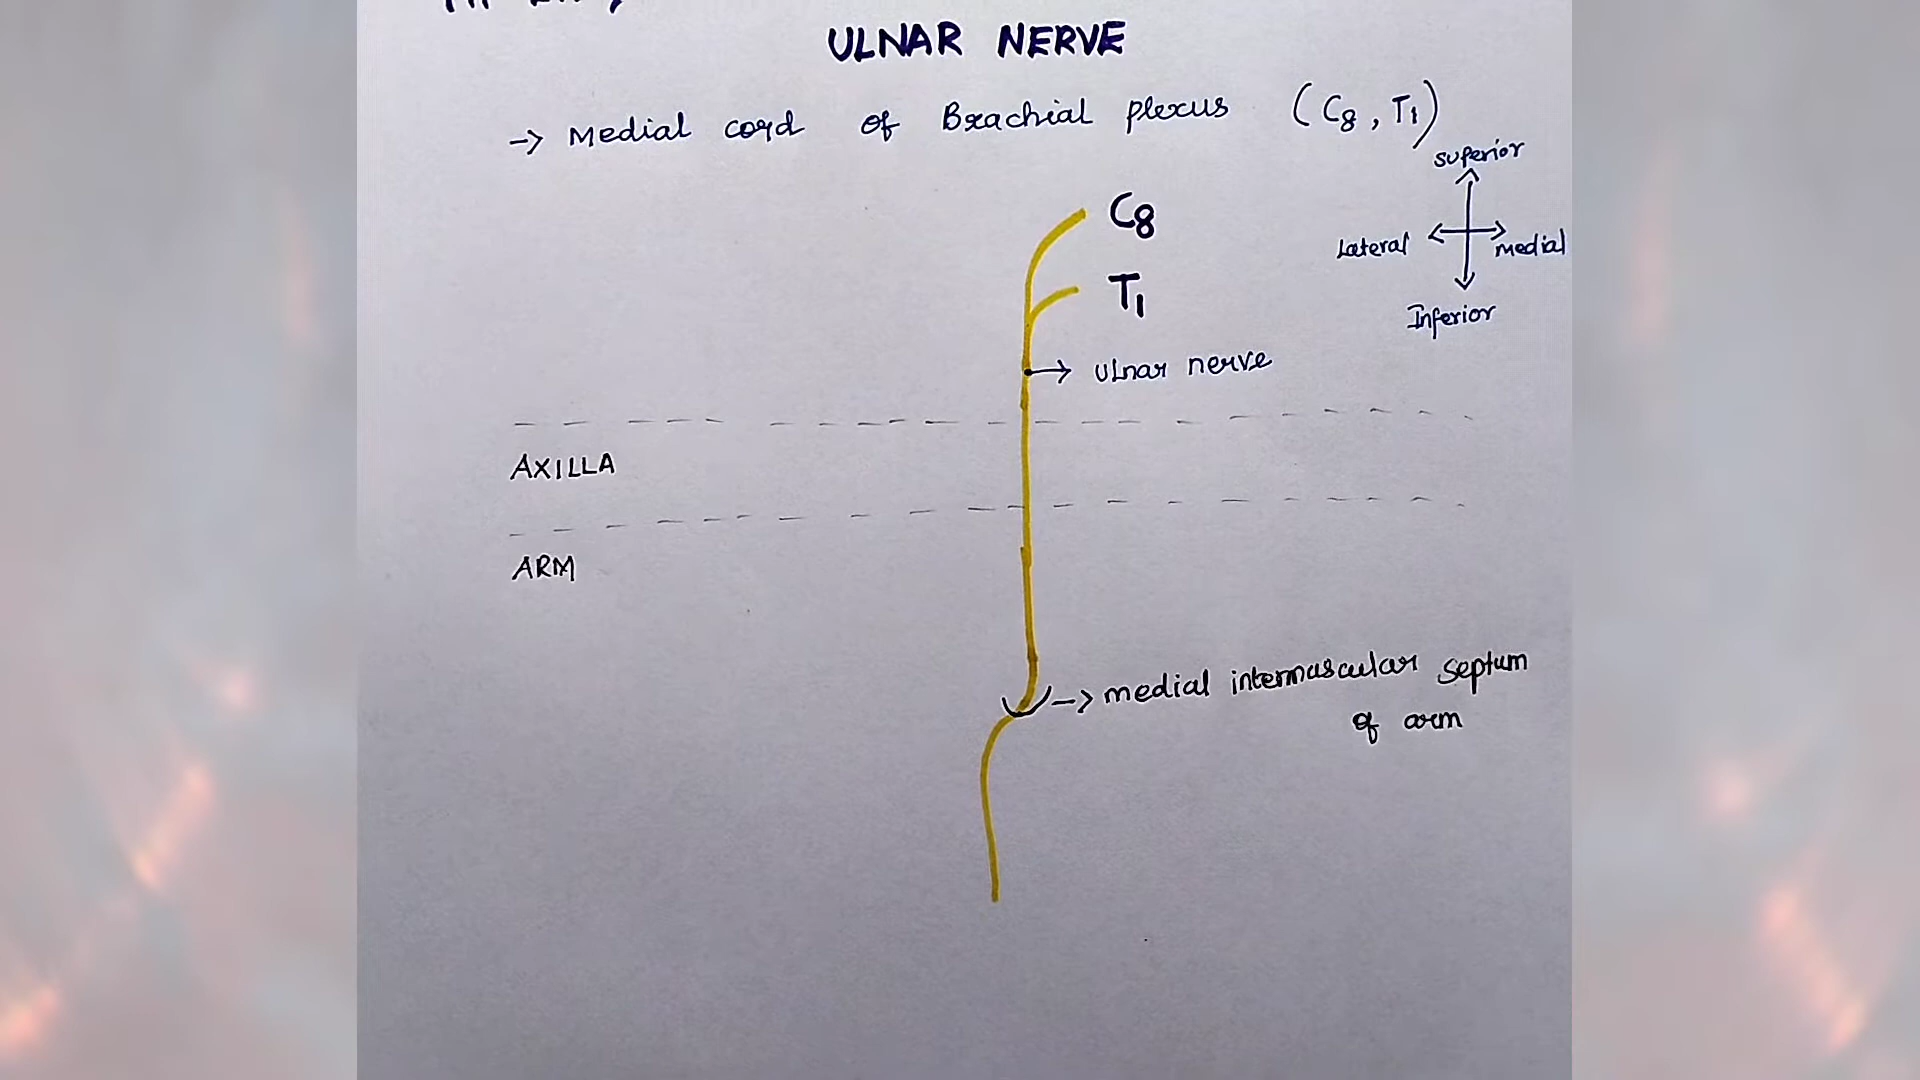 ULNAR NERVE
-> Medial cord of Brachial plexus (C8, T1)
Superior
Lateral Medial
Inferior
C8
T1
ulnar nerve
AXILLA
ARM
-> medial intermuscular septum
of arm